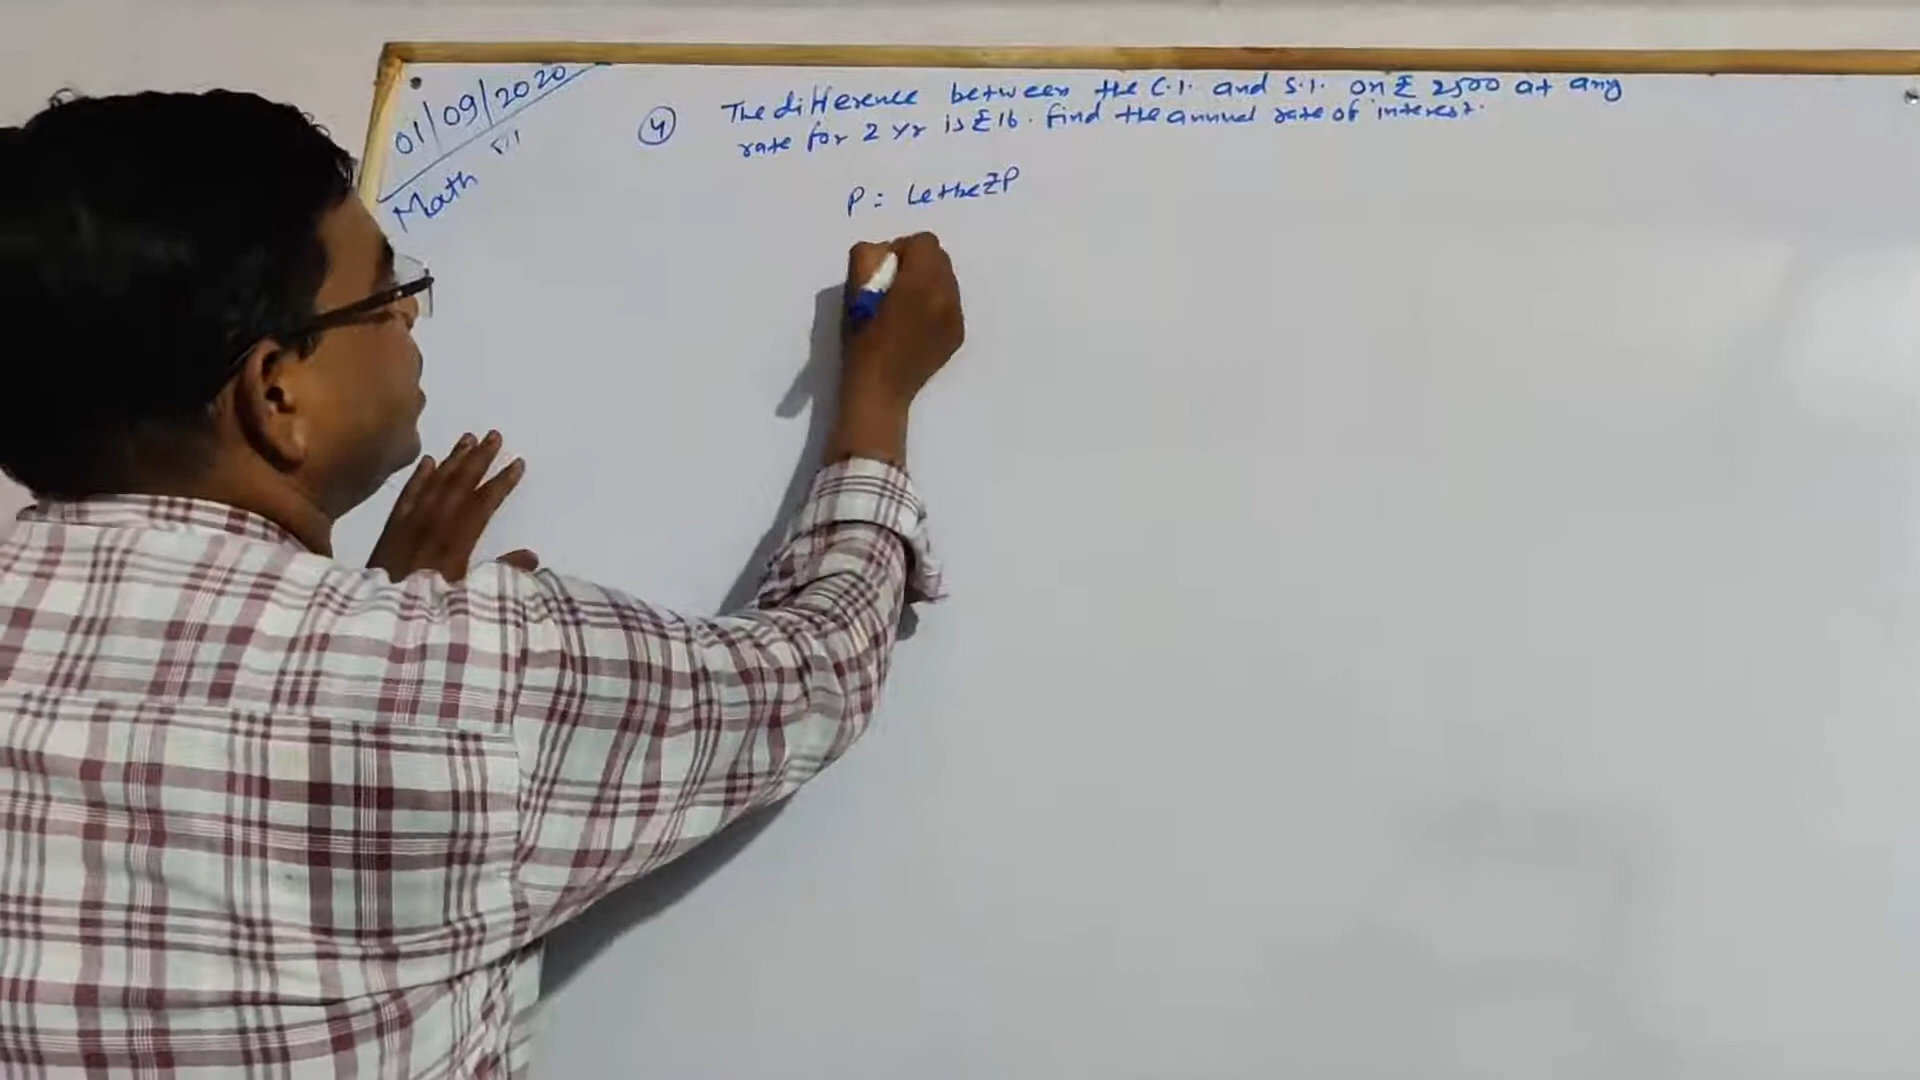 01/09/2020
Math
④ The difference between the C.I. and S.I. on ₹ 2500 at any
rate for 2 yr is ₹ 16. find the annual rate of interest.
P = Let be ₹ P